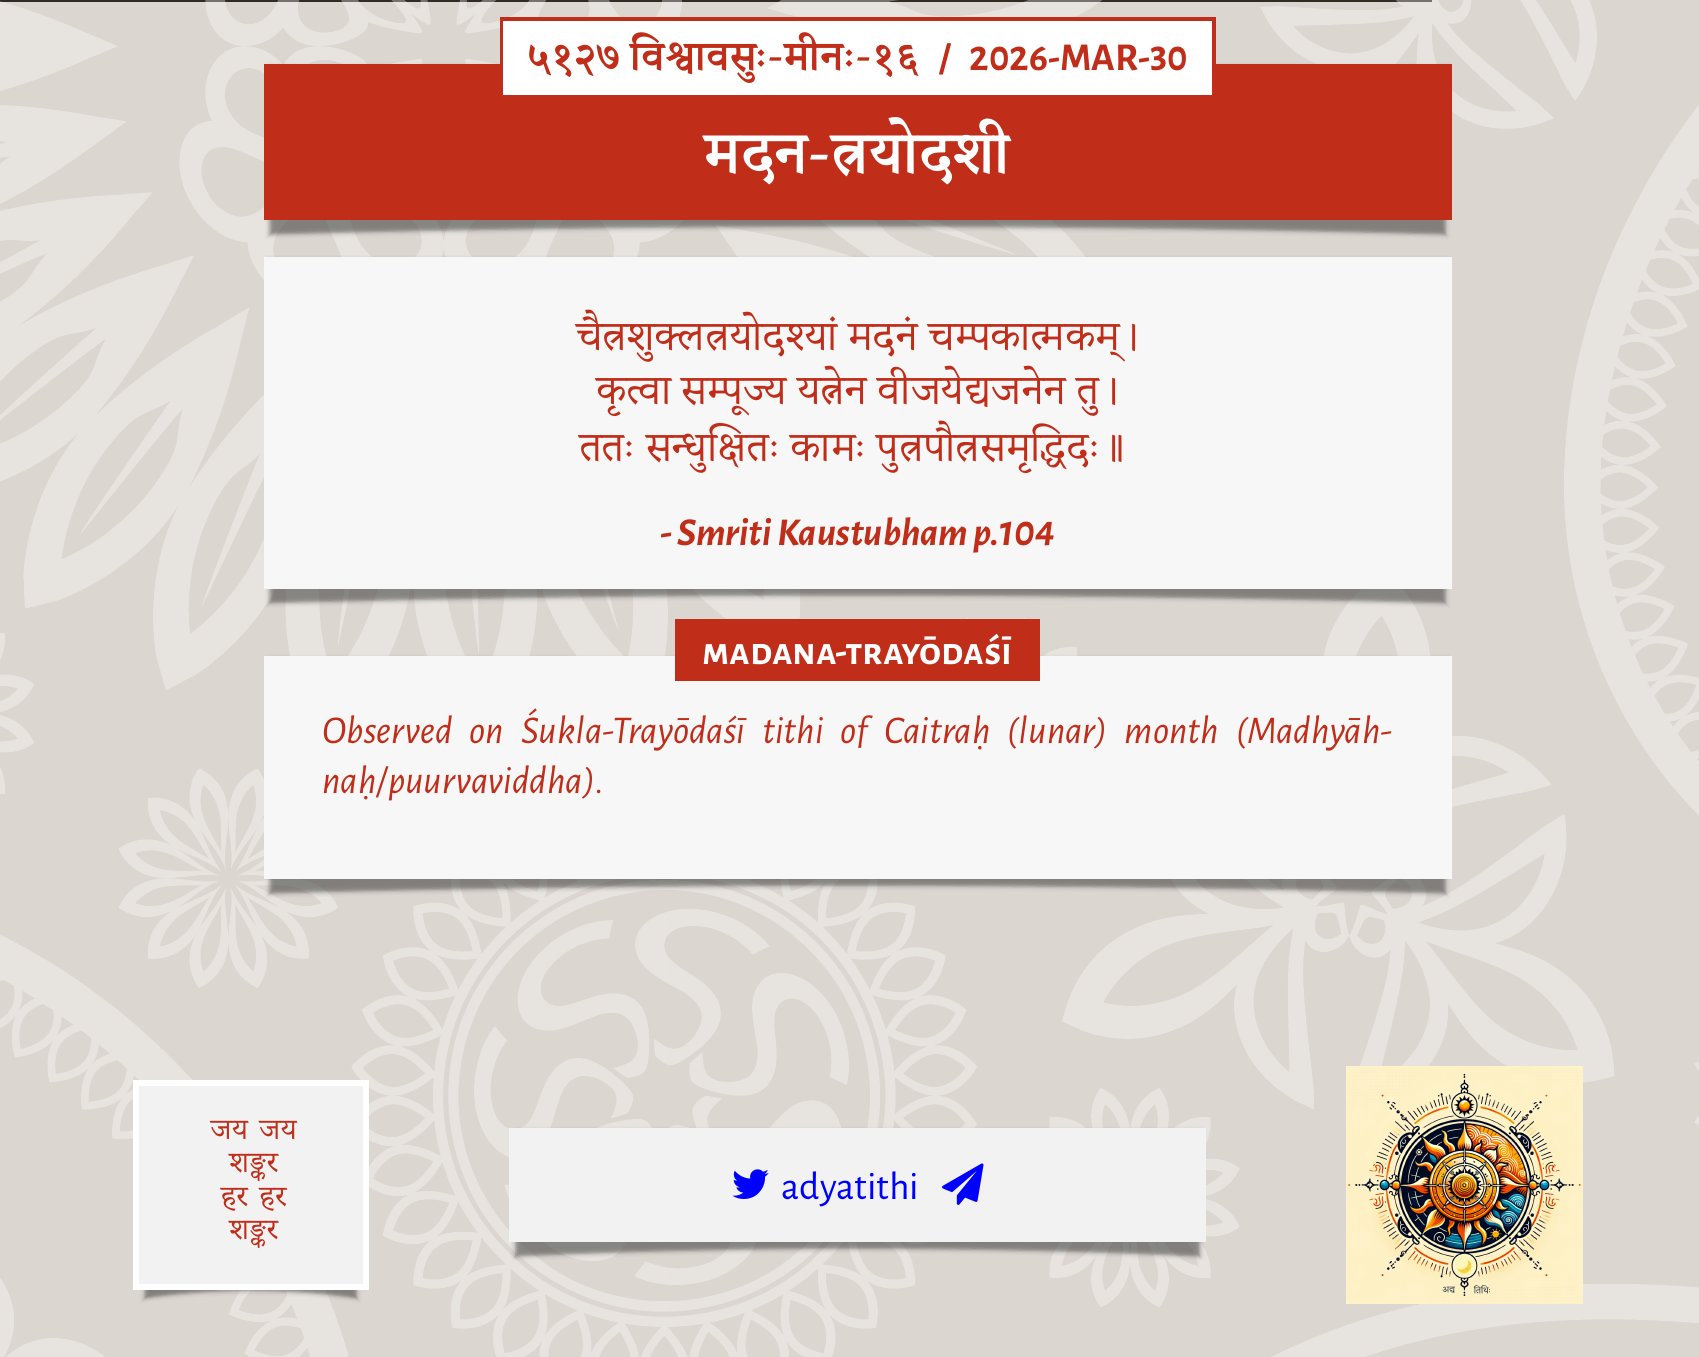 ५१२७ विश्वावसुः-मीनः-१६ / 2026-MAR-30
मदन-त्रयोदशी
चैत्रशुक्लत्रयोदश्यां मदनं चम्पकात्मकम्।
कृत्वा सम्पूज्य यत्नेन वीजयेद्यजनेन तु।
ततः सन्धुक्षितः कामः पुत्रपौत्रसमृद्धिदः॥
- Smriti Kaustubham p.104
MADANA-TRAYŌDAŚĪ
Observed on Śukla-Trayōdaśī tithi of Caitraḥ (lunar) month (Madhyāh-
naḥ/puurvaviddha).
जय जय
शङ्कर
हर हर
शङ्कर
adyatithi
अद्य तिथिः